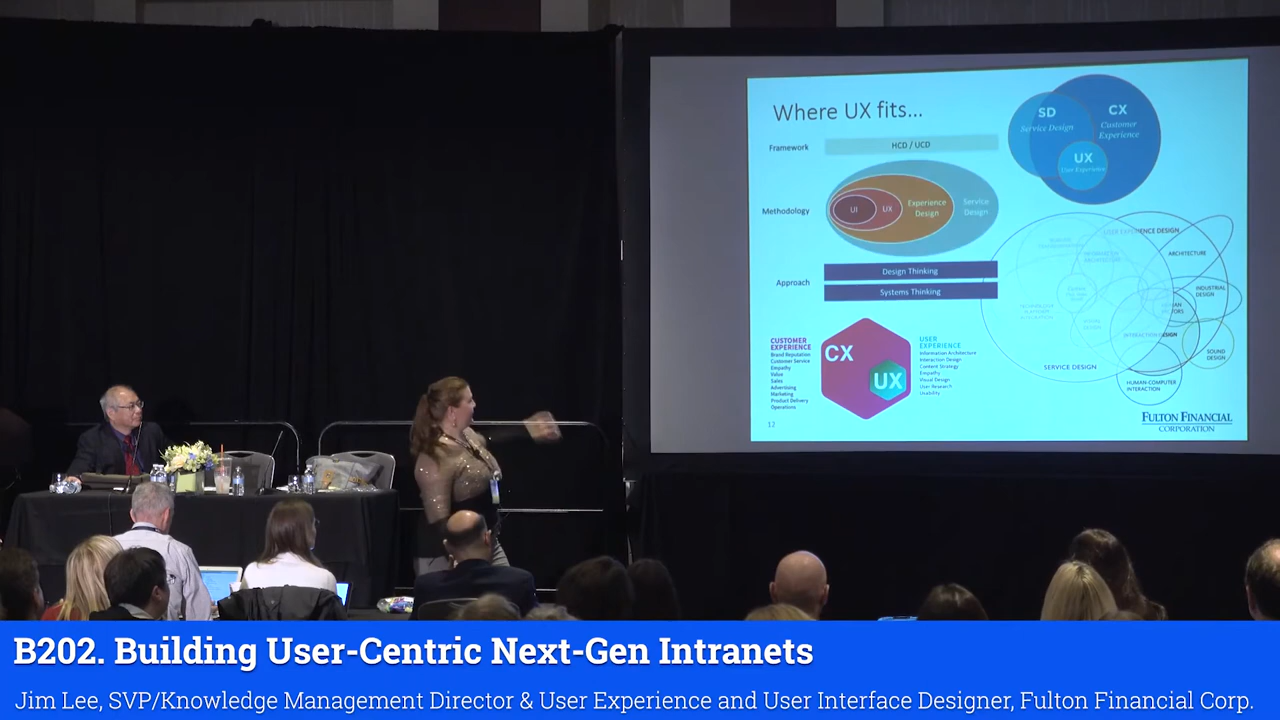 Where UX fits...
Framework
HCD / UCD
Methodology
UI
UX
Experience
Design
Service
Design
Approach
Design Thinking
Systems Thinking
CUSTOMER
EXPERIENCE
Brand Reputation
Customer Service
Empathy
Value
Sales
Advertising
Marketing
Product Delivery
Operations
CX
UX
USER
EXPERIENCE
Information Architecture
Interaction Design
Content Strategy
Empathy
Visual Design
User Research
Usability
12
SD
Service Design
CX
Customer
Experience
UX
User Experience
USER EXPERIENCE DESIGN
ARCHITECTURE
INDUSTRIAL
DESIGN
HUMAN
FACTORS
INTERACTION DESIGN
SOUND
DESIGN
SERVICE DESIGN
HUMAN-COMPUTER
INTERACTION
FULTON FINANCIAL
CORPORATION
B202. Building User-Centric Next-Gen Intranets
Jim Lee, SVP/Knowledge Management Director & User Experience and User Interface Designer, Fulton Financial Corp.